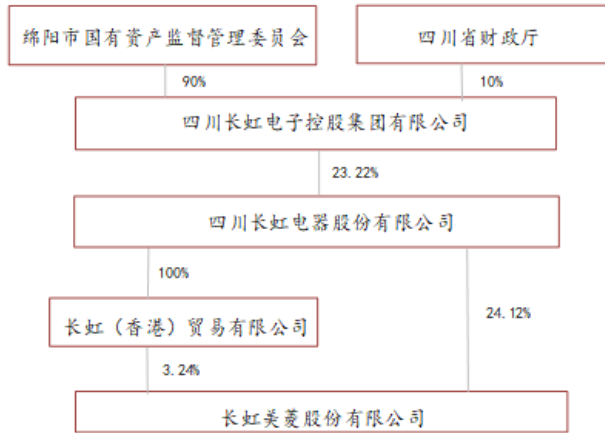 绵阳市国有资产监督管理委员会
四川省财政厅
90%
10%
四川长虹电子控股集团有限公司
23.22%
四川长虹电器股份有限公司
100%
长虹（香港）贸易有限公司
24.12%
3.24%
长虹美菱股份有限公司